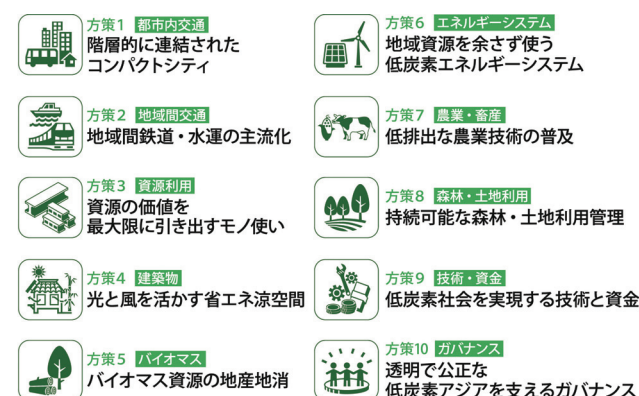 方策1 都市内交通
階層的に連結された
コンパクトシティ
方策2 地域間交通
地域間鉄道・水運の主流化
方策3 資源利用
資源の価値を
最大限に引き出すモノ使い
方策4 建築物
光と風を活かす省エネ涼空間
方策5 バイオマス
バイオマス資源の地産地消
方策6 エネルギーシステム
地域資源を余さず使う
低炭素エネルギーシステム
方策7 農業・畜産
低排出な農業技術の普及
方策8 森林・土地利用
持続可能な森林・土地利用管理
方策9 技術・資金
低炭素社会を実現する技術と資金
方策10 ガバナンス
透明で公正な
低炭素アジアを支えるガバナンス